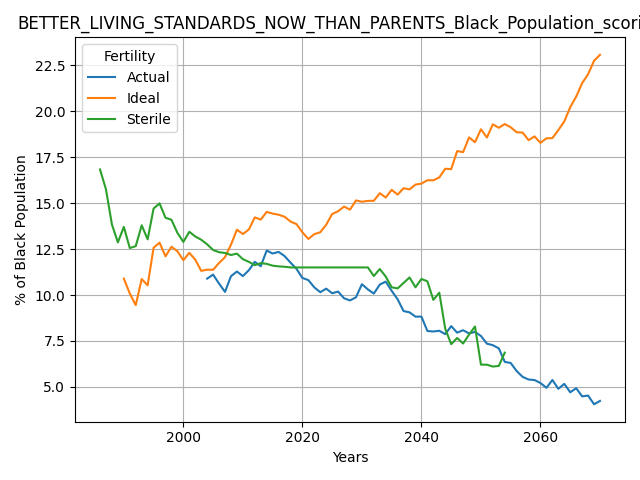 BETTER_LIVING_STANDARDS_NOW_THAN_PARENTS_Black_Population_scori
Fertility
Actual
Ideal
Sterile
% of Black Population
22.5
20.0
17.5
15.0
12.5
10.0
7.5
5.0
2000 2020 2040 2060
Years